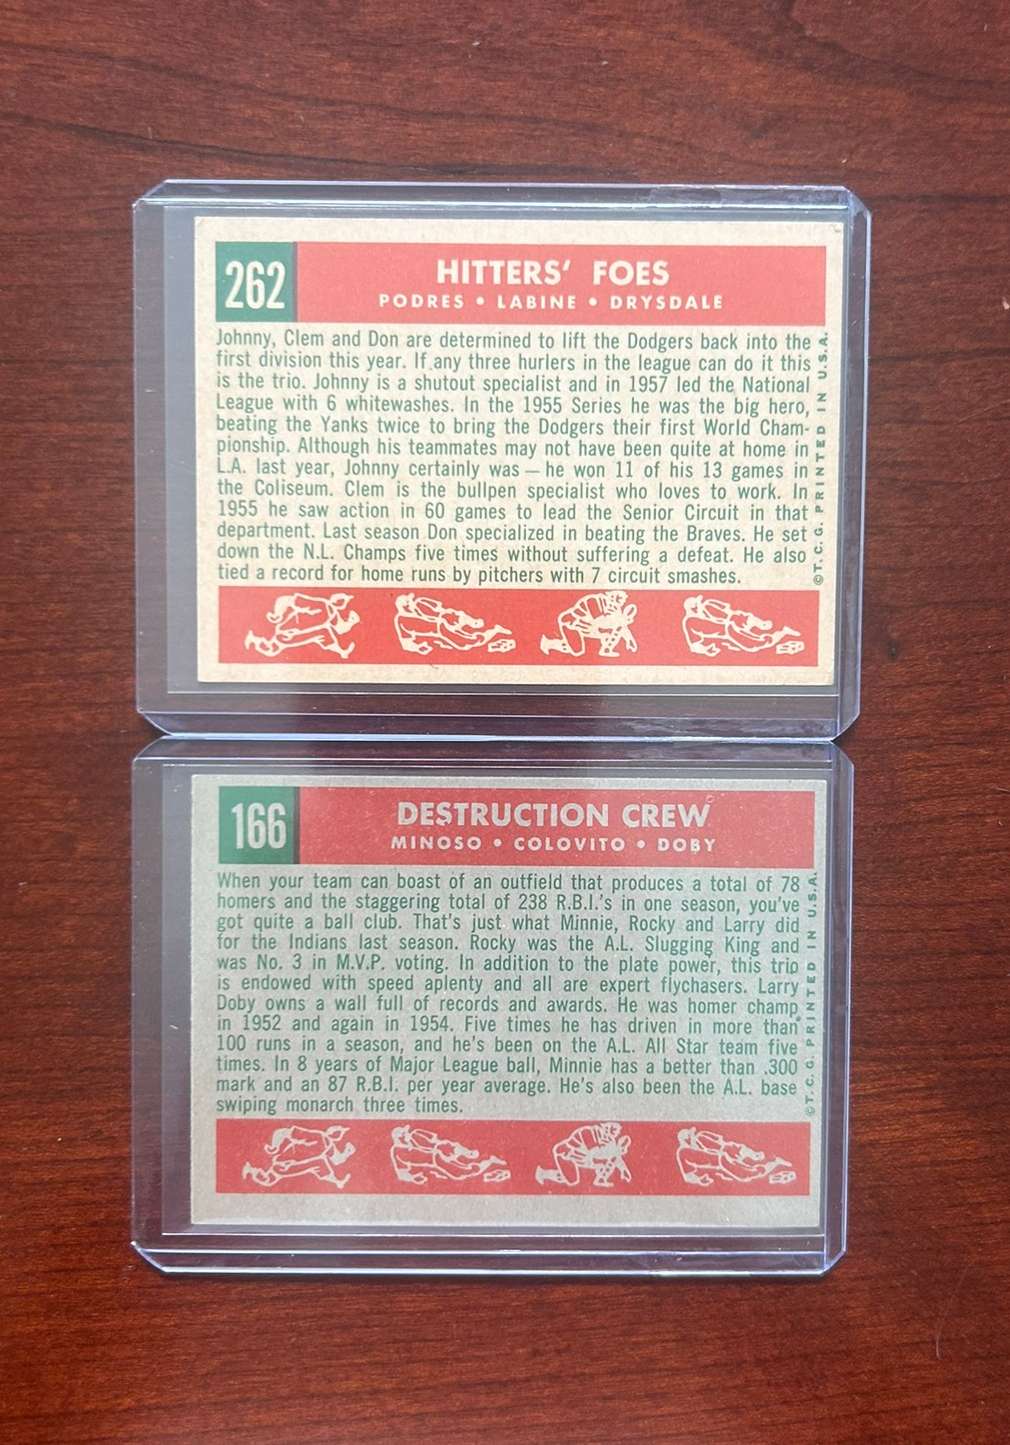 262
HITTERS' FOES
PODRES • LABINE • DRYSDALE
Johnny, Clem and Don are determined to lift the Dodgers back into the
first division this year. If any three hurlers in the league can do it this
is the trio. Johnny is a shutout specialist and in 1957 led the National
League with 6 whitewashes. In the 1955 Series he was the big hero,
beating the Yanks twice to bring the Dodgers their first World Cham-
pionship. Although his teammates may not have been quite at home in
L.A. last year, Johnny certainly was — he won 11 of his 13 games in
the Coliseum. Clem is the bullpen specialist who loves to work. In
1955 he saw action in 60 games to lead the Senior Circuit in that
department. Last season Don specialized in beating the Braves. He set
down the N.L. Champs five times without suffering a defeat. He also
tied a record for home runs by pitchers with 7 circuit smashes.
©T.C.G. PRINTED IN U.S.A.
166
DESTRUCTION CREW
MINOSO • COLOVITO • DOBY
When your team can boast of an outfield that produces a total of 78
homers and the staggering total of 238 R.B.I.'s in one season, you've
got quite a ball club. That's just what Minnie, Rocky and Larry did
for the Indians last season. Rocky was the A.L. Slugging King and
was No. 3 in M.V.P. voting. In addition to the plate power, this trio
is endowed with speed aplenty and all are expert flychasers. Larry
Doby owns a wall full of records and awards. He was homer champ
in 1952 and again in 1954. Five times he has driven in more than
100 runs in a season, and he's been on the A.L. All Star team five
times. In 8 years of Major League ball, Minnie has a better than .300
mark and an 87 R.B.I. per year average. He's also been the A.L. base
swiping monarch three times.
©T.C.G. PRINTED IN U.S.A.